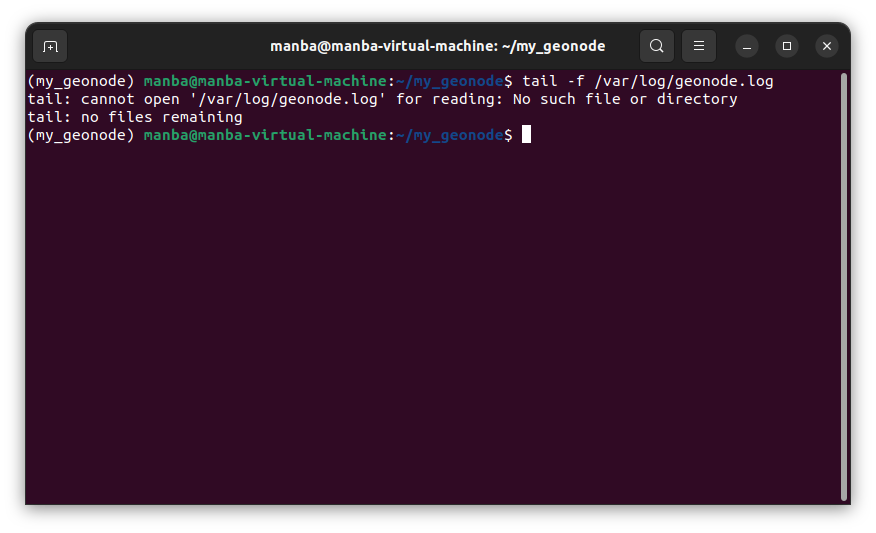 manba@manba-virtual-machine: ~/my_geonode
(my_geonode) manba@manba-virtual-machine:~/my_geonode$ tail -f /var/log/geonode.log
tail: cannot open '/var/log/geonode.log' for reading: No such file or directory
tail: no files remaining
(my_geonode) manba@manba-virtual-machine:~/my_geonode$